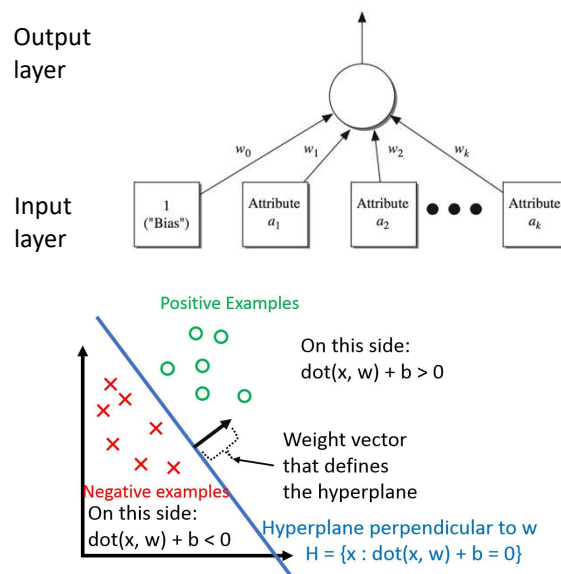 Output
layer
w₀
w₁
w₂
wₖ
Input
layer
1
("Bias")
Attribute
a₁
Attribute
a₂
Attribute
aₖ
Positive Examples
On this side:
dot(x, w) + b > 0
Weight vector
that defines
the hyperplane
Negative examples
On this side:
dot(x, w) + b < 0
Hyperplane perpendicular to w
H = {x : dot(x, w) + b = 0}